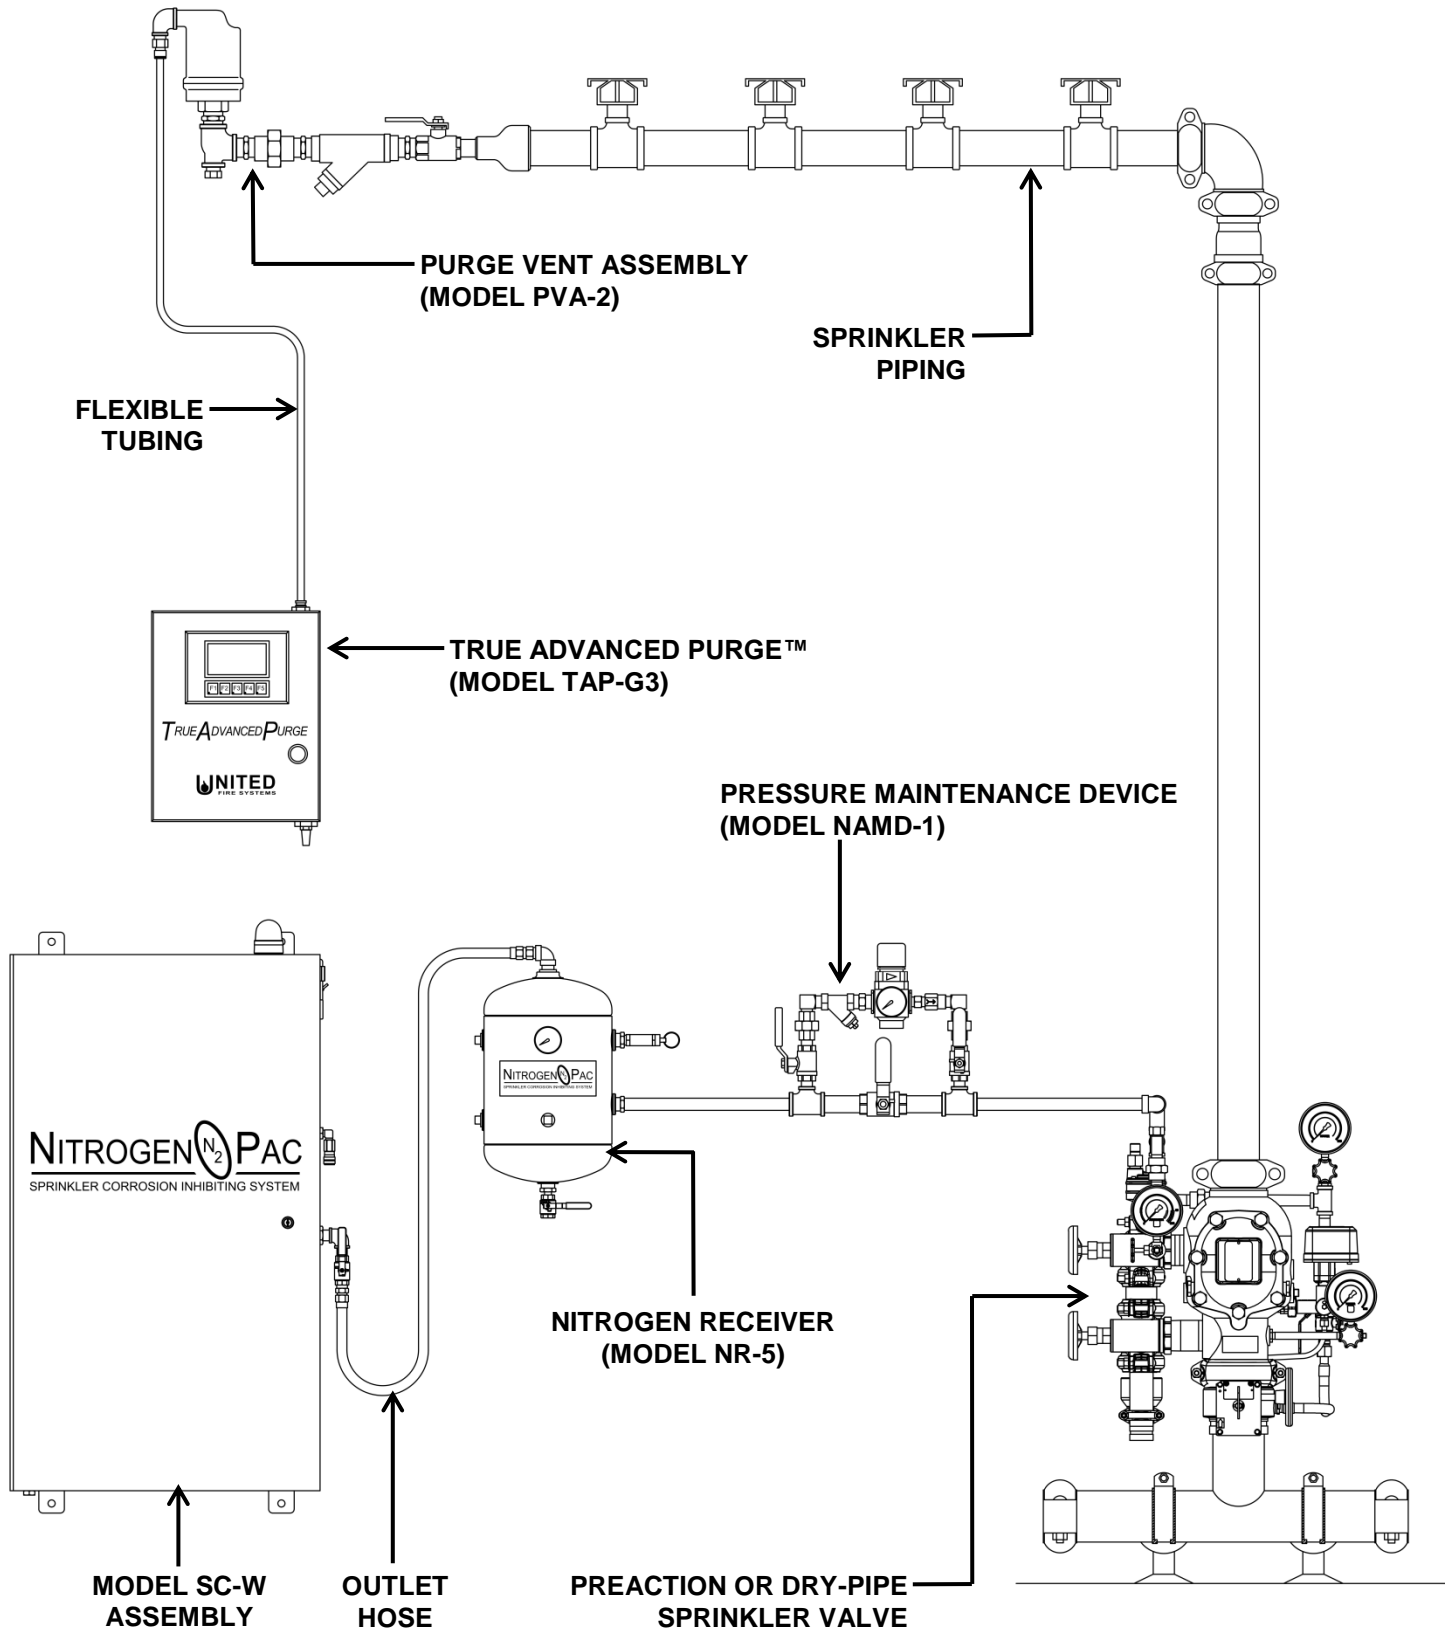 PURGE VENT ASSEMBLY
(MODEL PVA-2)
SPRINKLER
PIPING
FLEXIBLE
TUBING
TRUE ADVANCED PURGE™
(MODEL TAP-G3)
F1 F2 F3 F4 F5
TRUEADVANCEDPURGE
UNITED
FIRE SYSTEMS
PRESSURE MAINTENANCE DEVICE
(MODEL NAMD-1)
NITROGEN N2 PAC
SPRINKLER CORROSION INHIBITING SYSTEM
NITROGEN N2 PAC
SPRINKLER CORROSION INHIBITING SYSTEM
NITROGEN RECEIVER
(MODEL NR-5)
MODEL SC-W
ASSEMBLY
OUTLET
HOSE
PREACTION OR DRY-PIPE
SPRINKLER VALVE